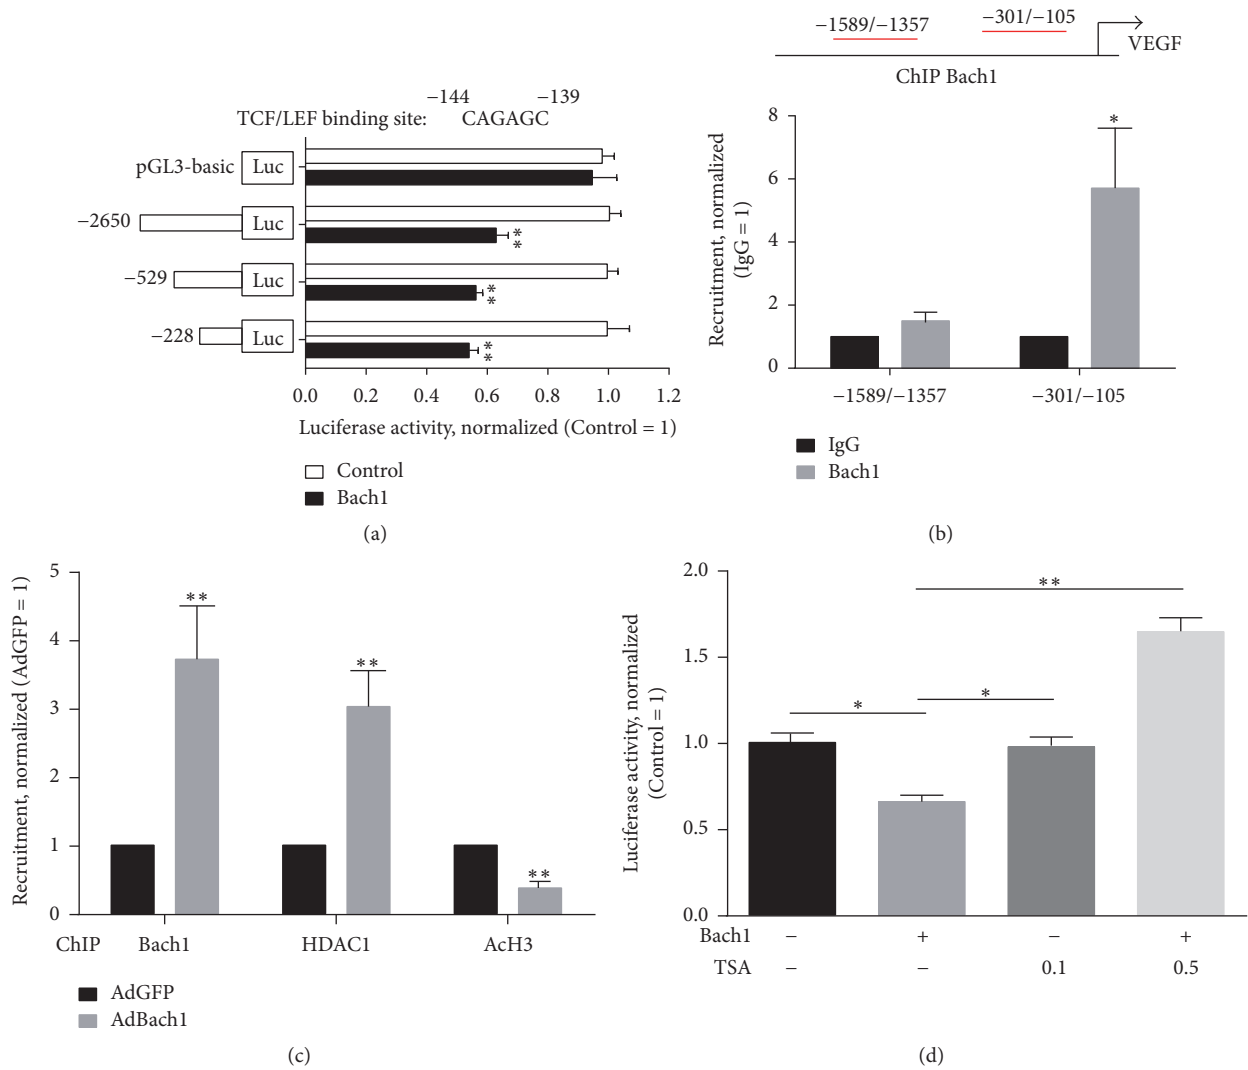 −144 −139
TCF/LEF binding site: CAGAGC
pGL3-basic Luc
−2650 Luc
**
−529 Luc
**
−228 Luc
**
0.0 0.2 0.4 0.6 0.8 1.0 1.2
Luciferase activity, normalized (Control = 1)
Control
Bach1
(a)
−1589/−1357 −301/−105
VEGF
ChIP Bach1
Recruitment, normalized
(IgG = 1)
8
6
4
2
0
*
−1589/−1357 −301/−105
IgG
Bach1
(b)
Recruitment, normalized (AdGFP = 1)
5
4
3
2
1
0
** ** **
ChIP Bach1 HDAC1 AcH3
AdGFP
AdBach1
(c)
Luciferase activity, normalized
(Control = 1)
2.0
1.5
1.0
0.5
0.0
**
*
*
Bach1 − + − +
TSA − − 0.1 0.5
(d)